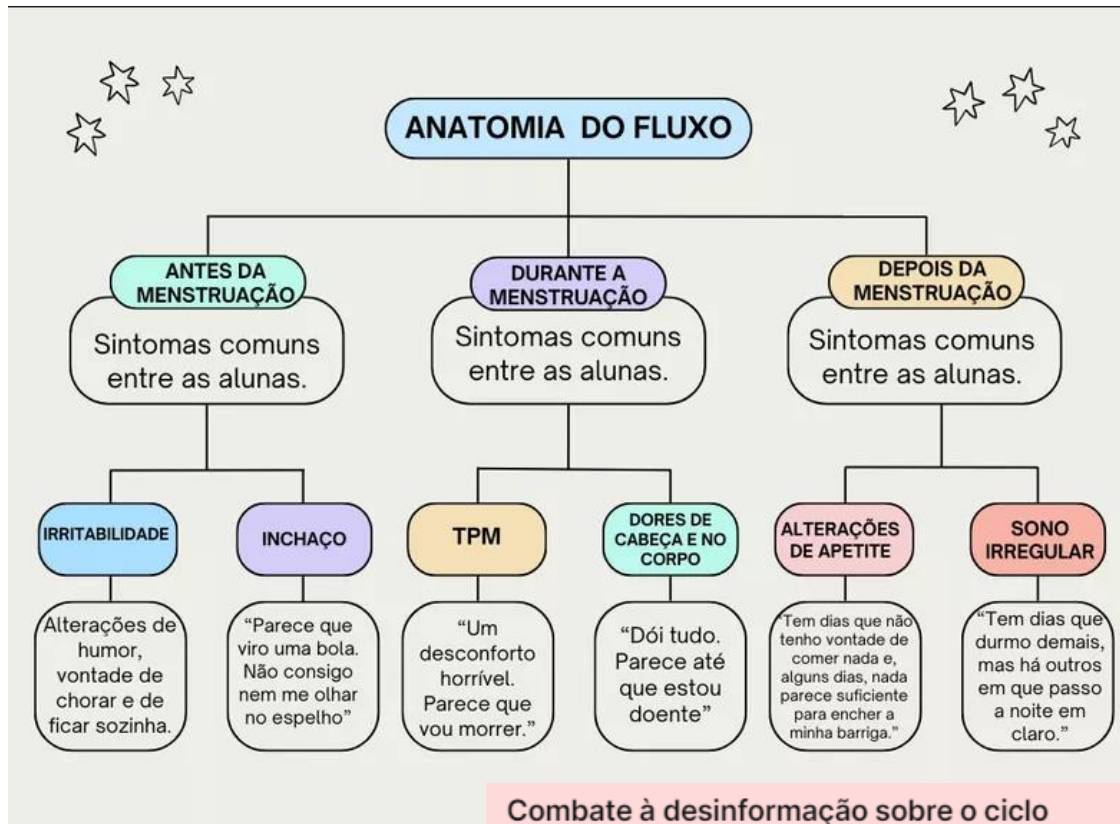 ANATOMIA DO FLUXO
ANTES DA
MENSTRUAÇÃO
Sintomas comuns
entre as alunas.
DURANTE A
MENSTRUAÇÃO
Sintomas comuns
entre as alunas.
DEPOIS DA
MENSTRUAÇÃO
Sintomas comuns
entre as alunas.
IRRITABILIDADE
Alterações de
humor,
vontade de
chorar e de
ficar sozinha.
INCHAÇO
“Parece que
viro uma bola.
Não consigo
nem me olhar
no espelho”
TPM
“Um
desconforto
horrível.
Parece que
vou morrer.”
DORES DE
CABEÇA E NO
CORPO
“Dói tudo.
Parece até
que estou
doente”
ALTERAÇÕES
DE APETITE
“Tem dias que não
tenho vontade de
comer nada e,
alguns dias, nada
parece suficiente
para encher a
minha barriga.”
SONO
IRREGULAR
“Tem dias que
durmo demais,
mas há outros
em que passo
a noite em
claro.”
Combate à desinformação sobre o ciclo